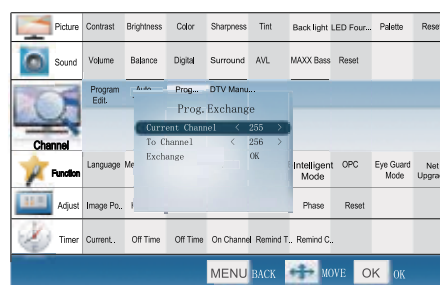 Picture Contrast Brightness Color Sharpness Tint Back light LED Four... Palette Rese
Sound Volume Balance Digital Surround AVL MAXX Bass Reset
Channel Program Edit. Auto Prog... DTV Manu...
Prog. Exchange
Current Channel < 255 >
To Channel < 256 >
Exchange OK
Function Language Me Intelligent Mode OPC Eye Guard Mode Net Upgra
Adjust Image Po.. Phase Reset
Timer Current.. Off Time Off Time On Channel Remind T.. Remind C..
MENU BACK MOVE OK OK